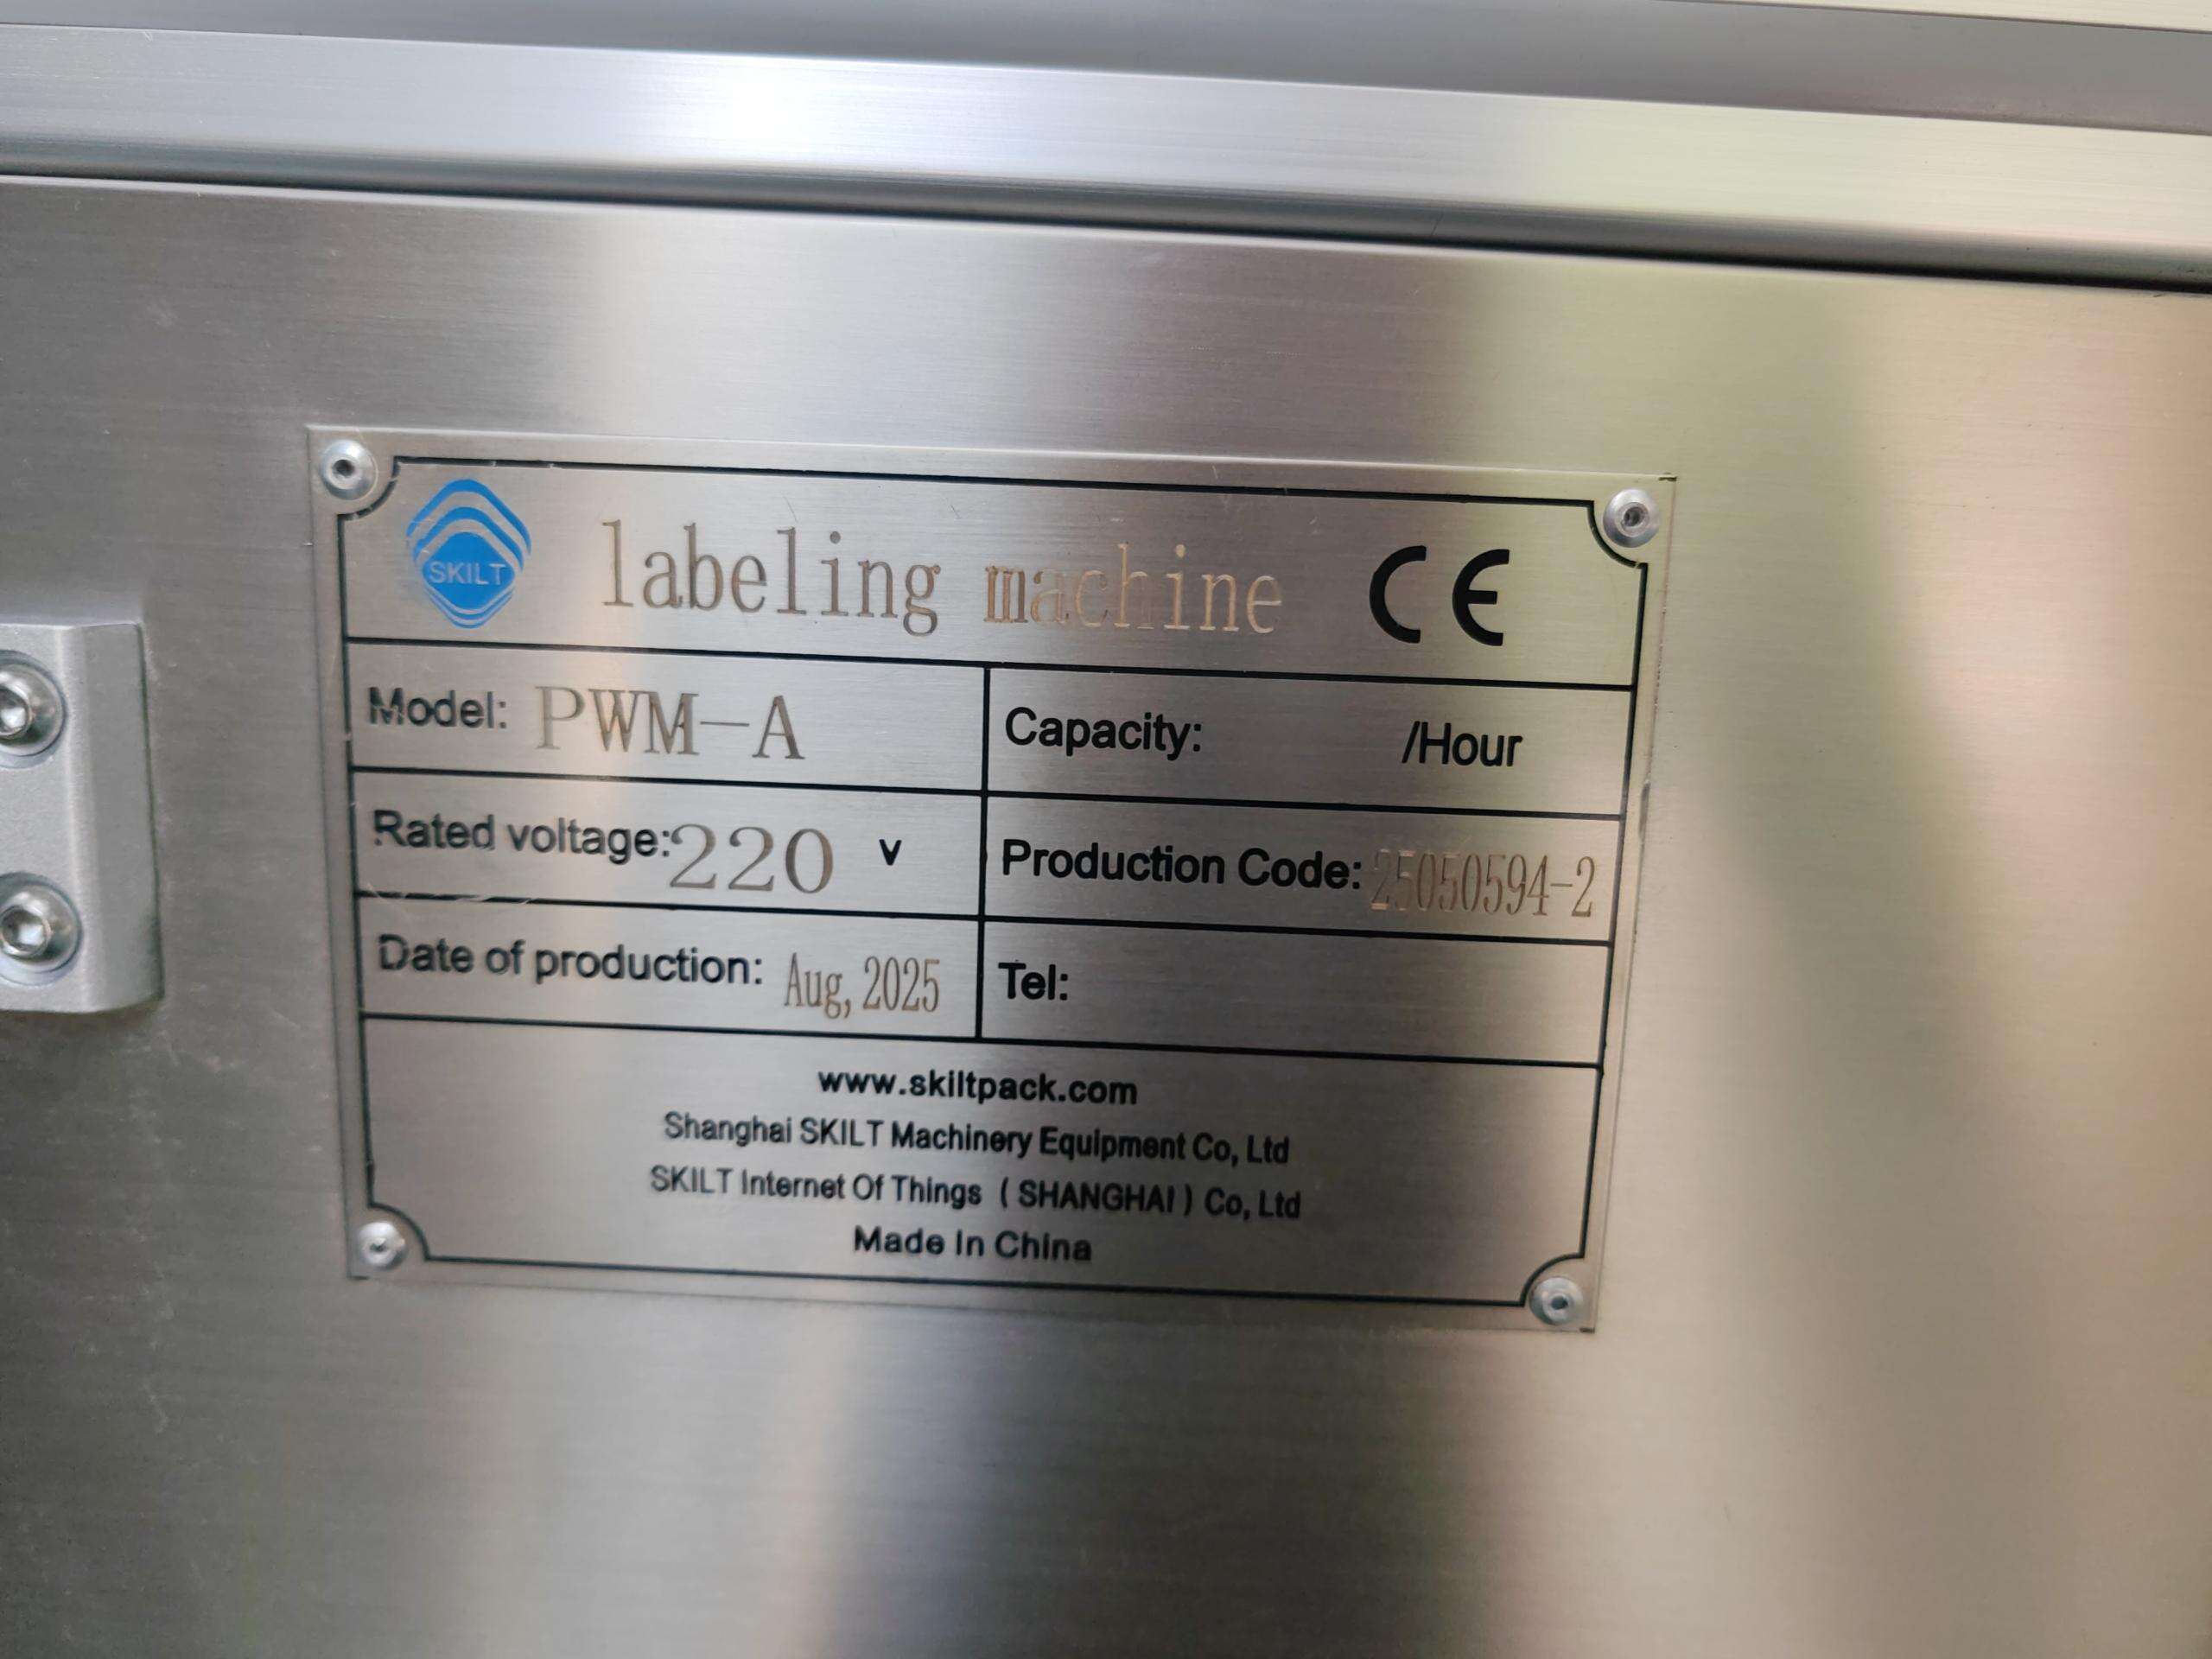 SKILT labeling machine CE
Model: PWM-A Capacity: /Hour
Rated voltage: 220 V Production Code: 25050594-2
Date of production: Aug, 2025 Tel:
www.skiltpack.com
Shanghai SKILT Machinery Equipment Co, Ltd
SKILT Internet Of Things ( SHANGHAI ) Co, Ltd
Made In China